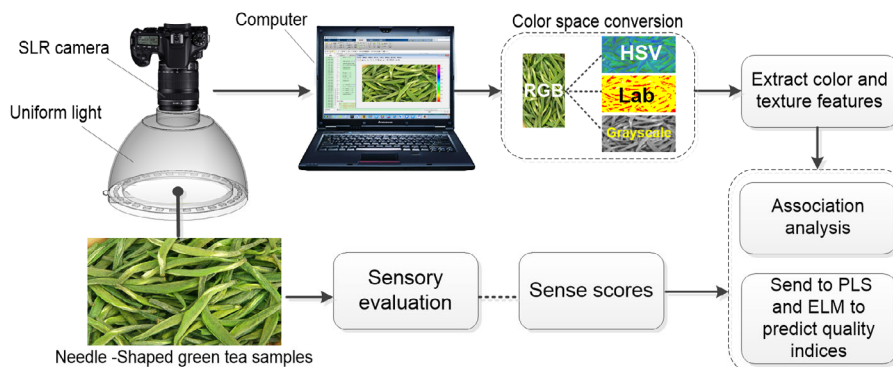 SLR camera
Uniform light
Computer
Color space conversion
RGB
HSV
Lab
Grayscale
Extract color and
texture features
Association
analysis
Send to PLS
and ELM to
predict quality
indices
Sensory
evaluation
Sense scores
Needle -Shaped green tea samples